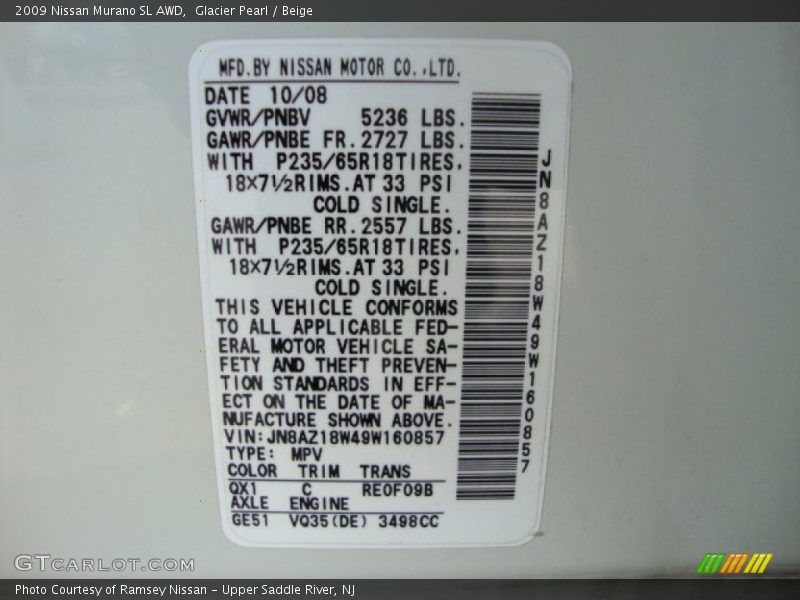 2009 Nissan Murano SL AWD,  Glacier Pearl / Beige
MFD.BY NISSAN MOTOR CO.,LTD.
DATE 10/08
GVWR/PNBV 5236 LBS.
GAWR/PNBE FR.2727 LBS.
WITH P235/65R18TIRES,
18X7½RIMS.AT 33 PSI
COLD SINGLE.
GAWR/PNBE RR.2557 LBS.
WITH P235/65R18TIRES,
18X7½RIMS.AT 33 PSI
COLD SINGLE.
THIS VEHICLE CONFORMS
TO ALL APPLICABLE FED-
ERAL MOTOR VEHICLE SA-
FETY AND THEFT PREVEN-
TION STANDARDS IN EFF-
ECT ON THE DATE OF MA-
NUFACTURE SHOWN ABOVE.
VIN:JN8AZ18W49W160857
TYPE: MPV
COLOR TRIM TRANS
QX1 C RE0F09B
AXLE ENGINE
GE51 VQ35(DE) 3498CC
JN8AZ18W49W160857
GTCARLOT.COM
Photo Courtesy of Ramsey Nissan – Upper Saddle River, NJ